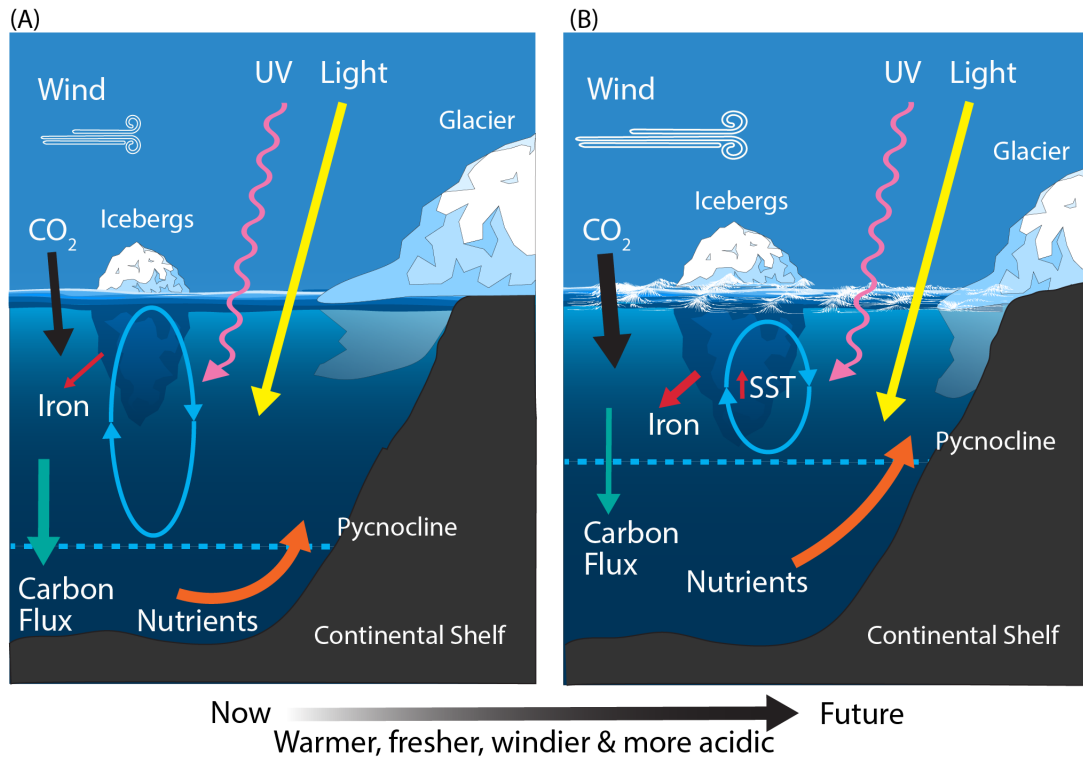 (A)
Wind
UV
Light
Glacier
CO₂
Icebergs
Iron
Pycnocline
Carbon
Flux
Nutrients
Continental Shelf
(B)
Wind
UV
Light
Glacier
CO₂
Icebergs
SST
Iron
Pycnocline
Carbon
Flux
Nutrients
Continental Shelf
Now
Future
Warmer, fresher, windier & more acidic